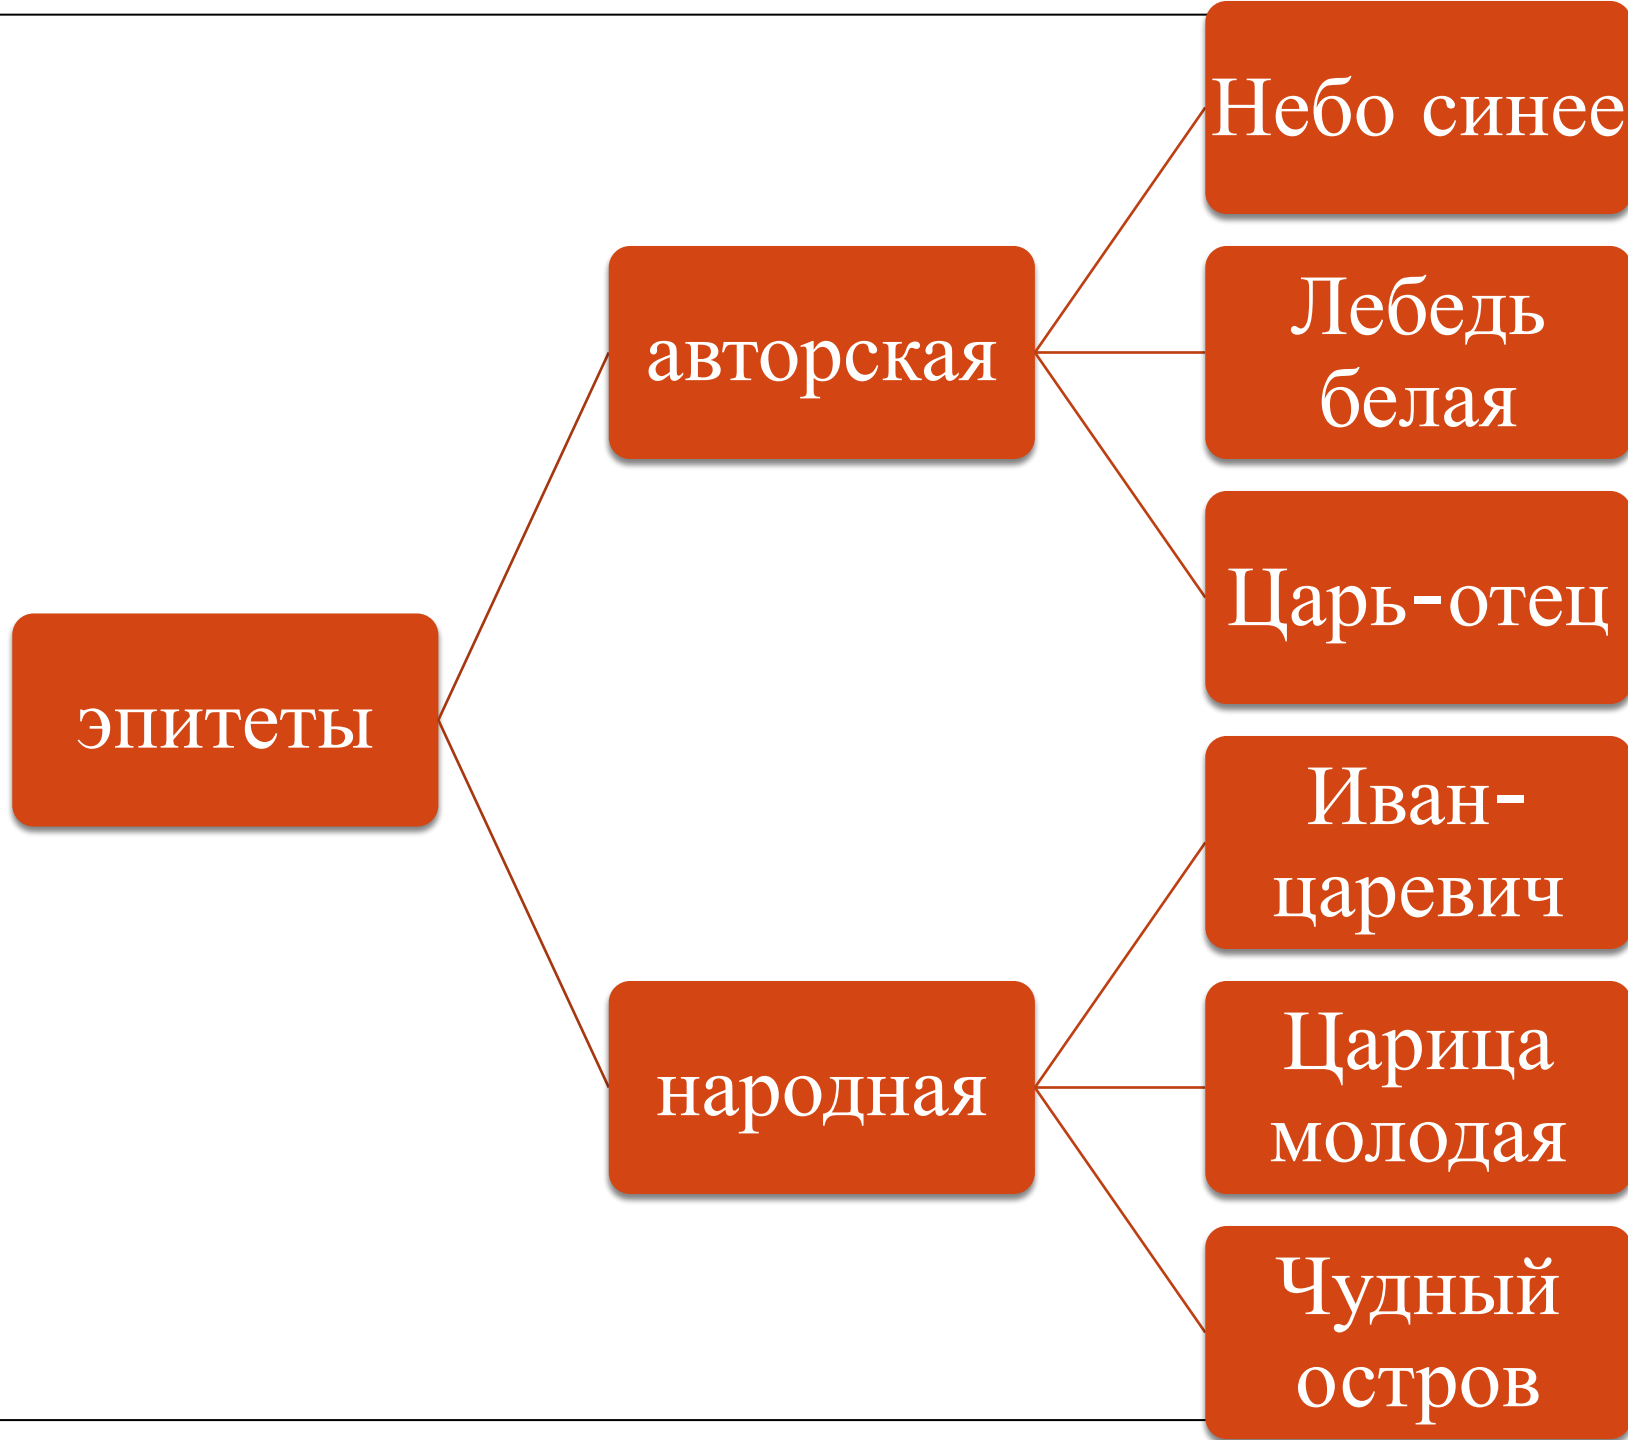 эпитеты
авторская
Небо синее
Лебедь
белая
Царь-отец
народная
Иван-
царевич
Царица
молодая
Чудный
остров